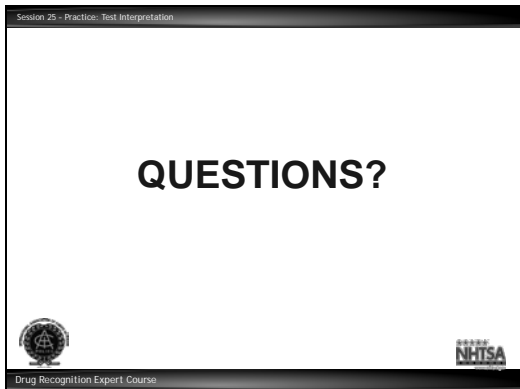 Session 25 - Practice: Test Interpretation
QUESTIONS?
NHTSA
Drug Recognition Expert Course